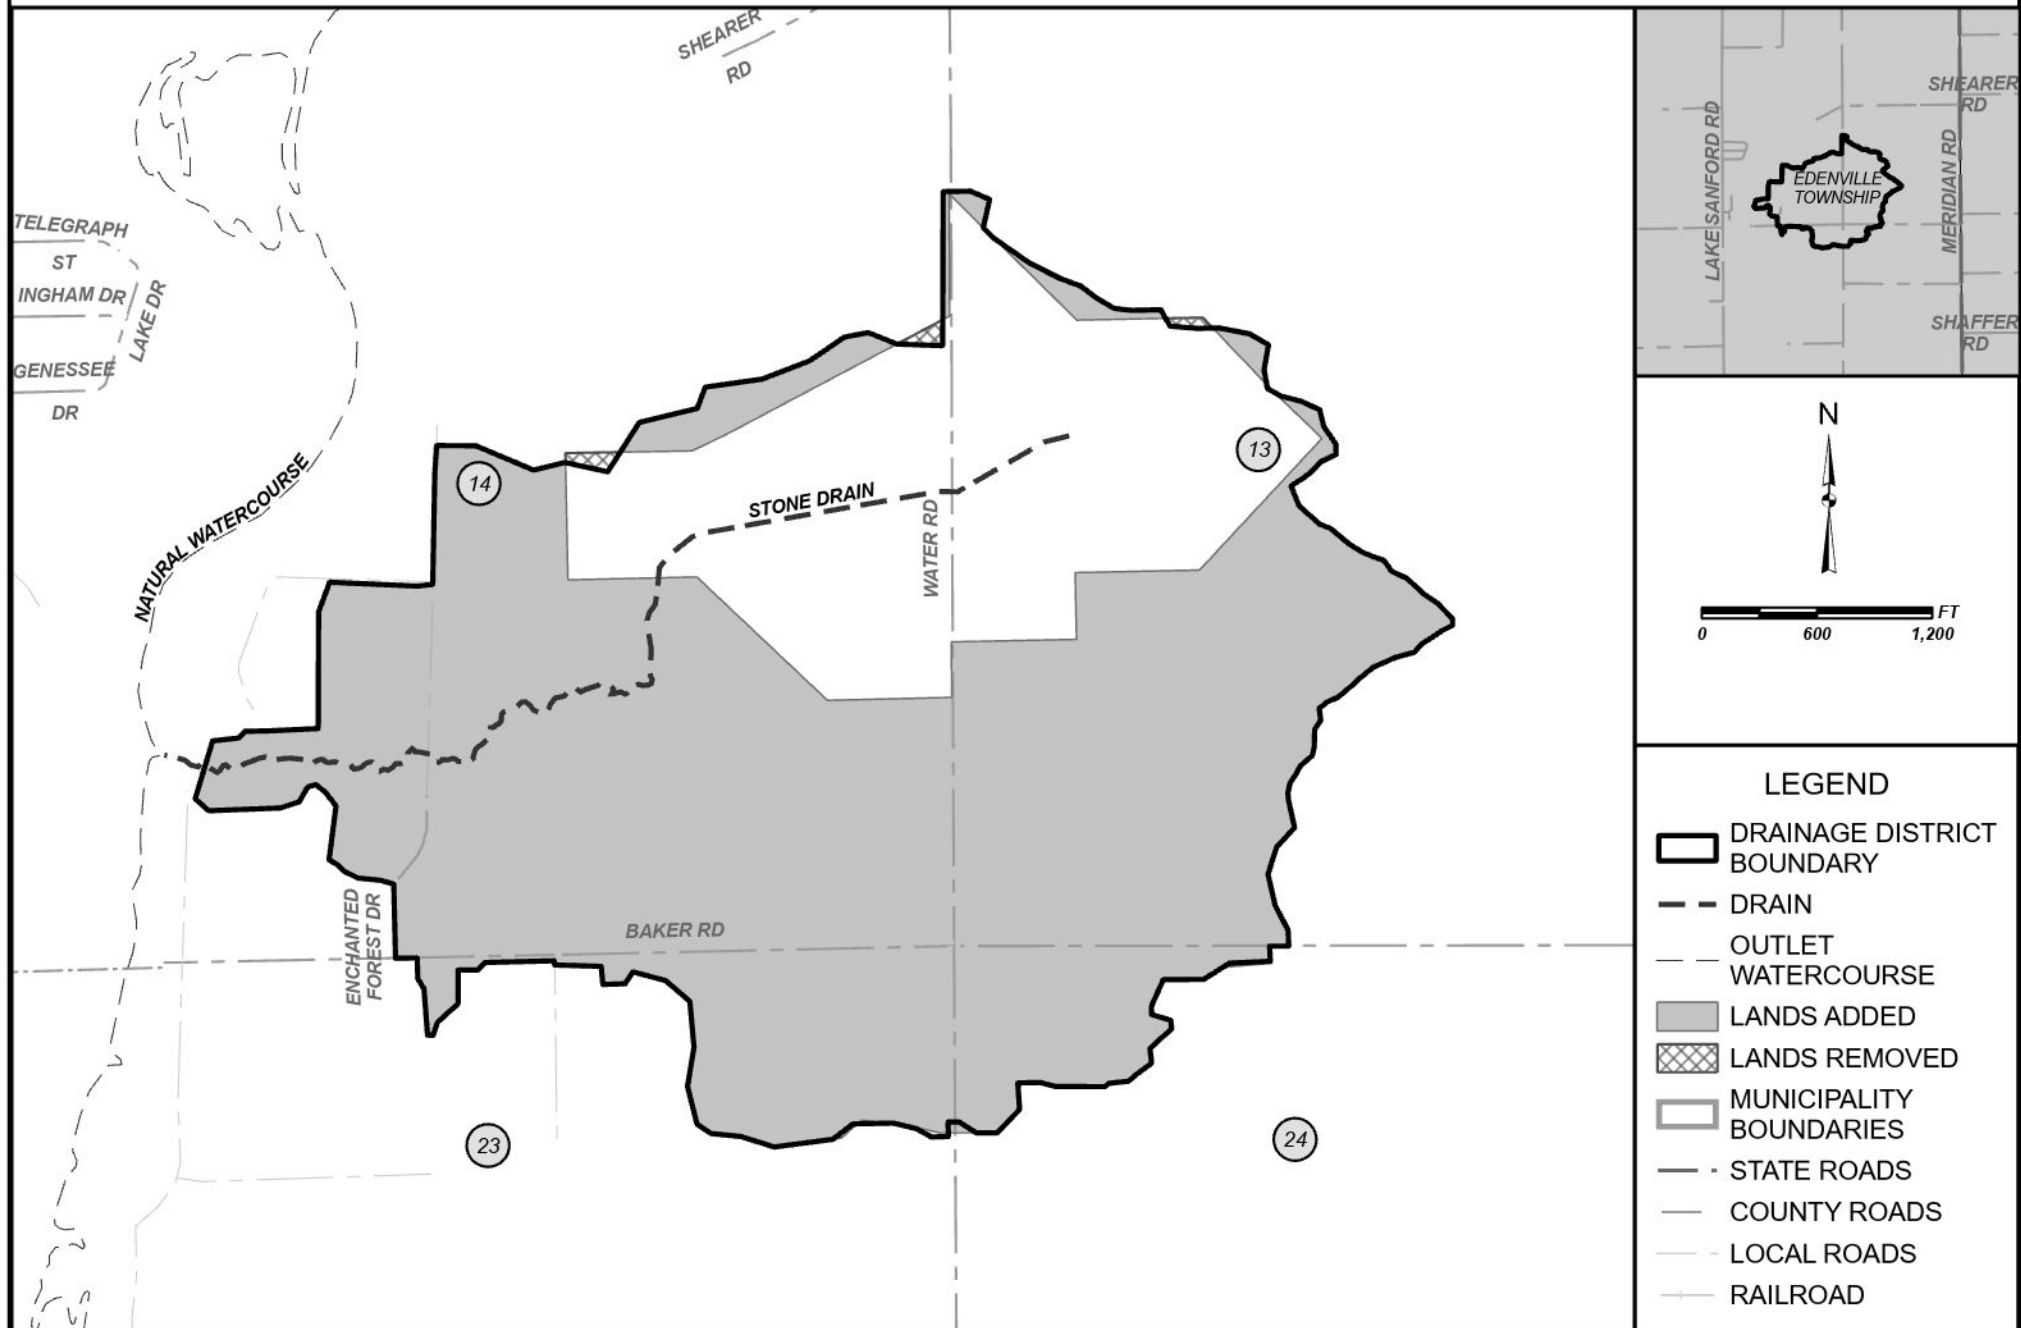 SHEARER
RD
TELEGRAPH
ST
INGHAM DR
LAKE DR
GENESSEE
DR
NATURAL WATERCOURSE
14
13
STONE DRAIN
WATER RD
BAKER RD
ENCHANTED
FOREST DR
23
24
SHEARER
RD
LAKE SANFORD RD
MERIDIAN RD
EDENVILLE
TOWNSHIP
SHAFFER
RD
N
FT
0 600 1,200
LEGEND
DRAINAGE DISTRICT
BOUNDARY
DRAIN
OUTLET
WATERCOURSE
LANDS ADDED
LANDS REMOVED
MUNICIPALITY
BOUNDARIES
STATE ROADS
COUNTY ROADS
LOCAL ROADS
RAILROAD